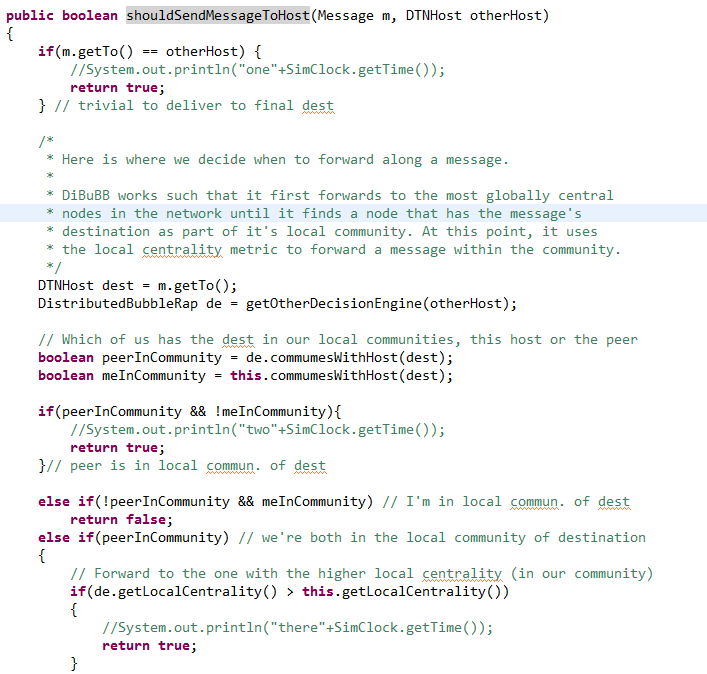 public boolean shouldSendMessageToHost(Message m, DTNHost otherHost)
{
    if(m.getTo() == otherHost) {
        //System.out.println("one"+SimClock.getTime());
        return true;
    } // trivial to deliver to final dest

    /*
     * Here is where we decide when to forward along a message.
     *
     * DiBuBB works such that it first forwards to the most globally central
     * nodes in the network until it finds a node that has the message's
     * destination as part of it's local community. At this point, it uses
     * the local centrality metric to forward a message within the community.
     */
    DTNHost dest = m.getTo();
    DistributedBubbleRap de = getOtherDecisionEngine(otherHost);

    // Which of us has the dest in our local communities, this host or the peer
    boolean peerInCommunity = de.commumesWithHost(dest);
    boolean meInCommunity = this.commumesWithHost(dest);

    if(peerInCommunity && !meInCommunity){
        //System.out.println("two"+SimClock.getTime());
        return true;
    }// peer is in local commun. of dest

    else if(!peerInCommunity && meInCommunity) // I'm in local commun. of dest
        return false;
    else if(peerInCommunity) // we're both in the local community of destination
    {
        // Forward to the one with the higher local centrality (in our community)
        if(de.getLocalCentrality() > this.getLocalCentrality())
        {
            //System.out.println("there"+SimClock.getTime());
            return true;
        }